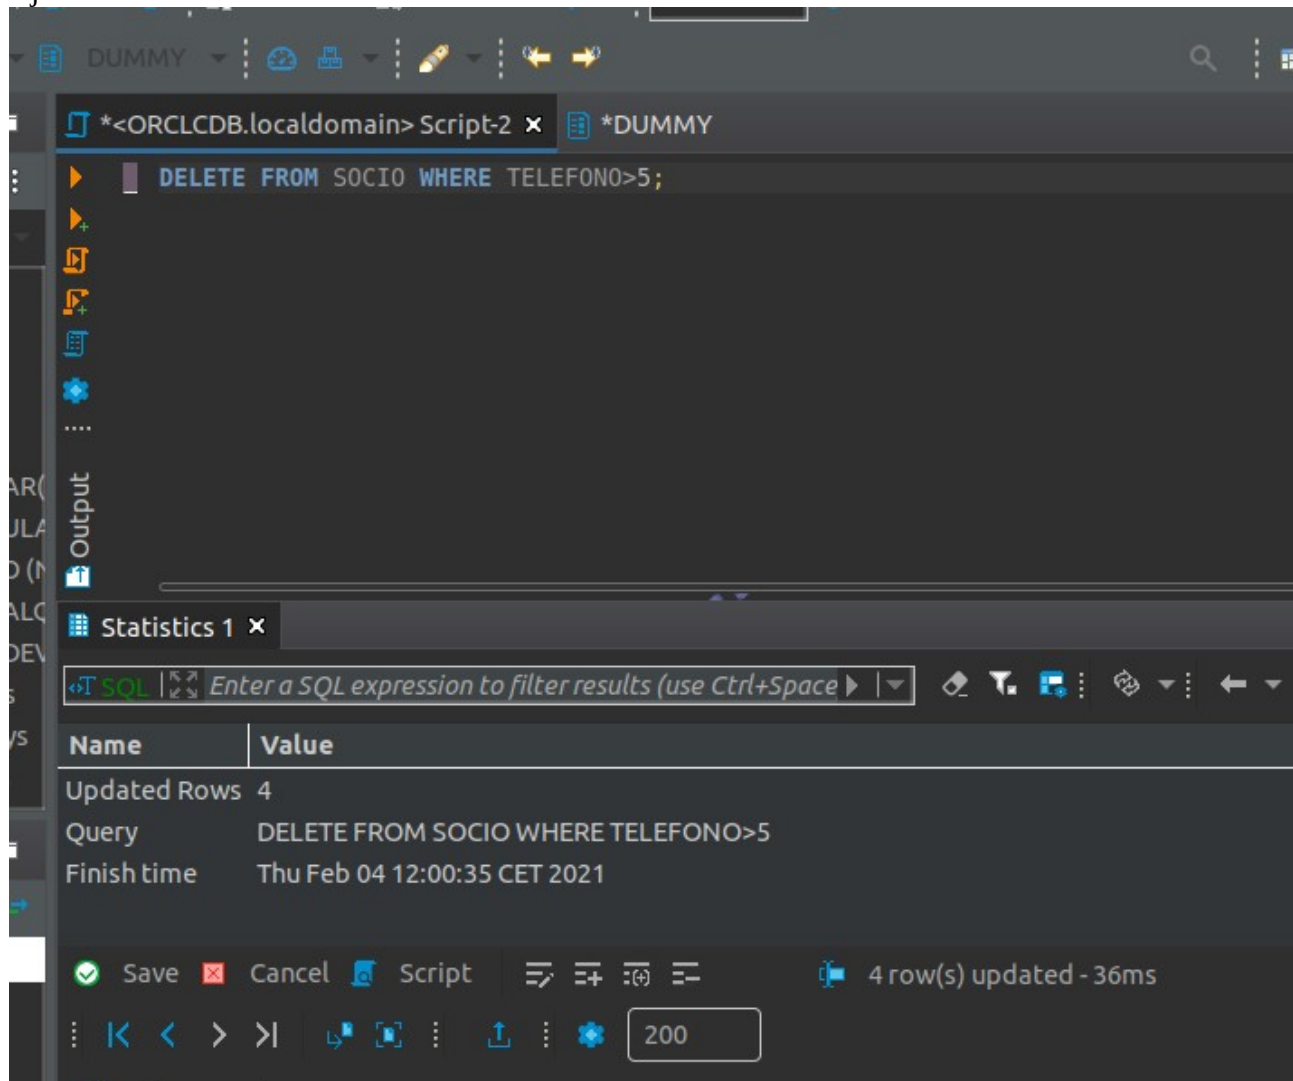 DUMMY
*<ORCLCDB.localdomain> Script-2 *DUMMY
DELETE FROM SOCIO WHERE TELEFONO>5;
Output
Statistics 1
SQL Enter a SQL expression to filter results (use Ctrl+Space
Name Value
Updated Rows 4
Query DELETE FROM SOCIO WHERE TELEFONO>5
Finish time Thu Feb 04 12:00:35 CET 2021
Save Cancel Script 4 row(s) updated - 36ms
200